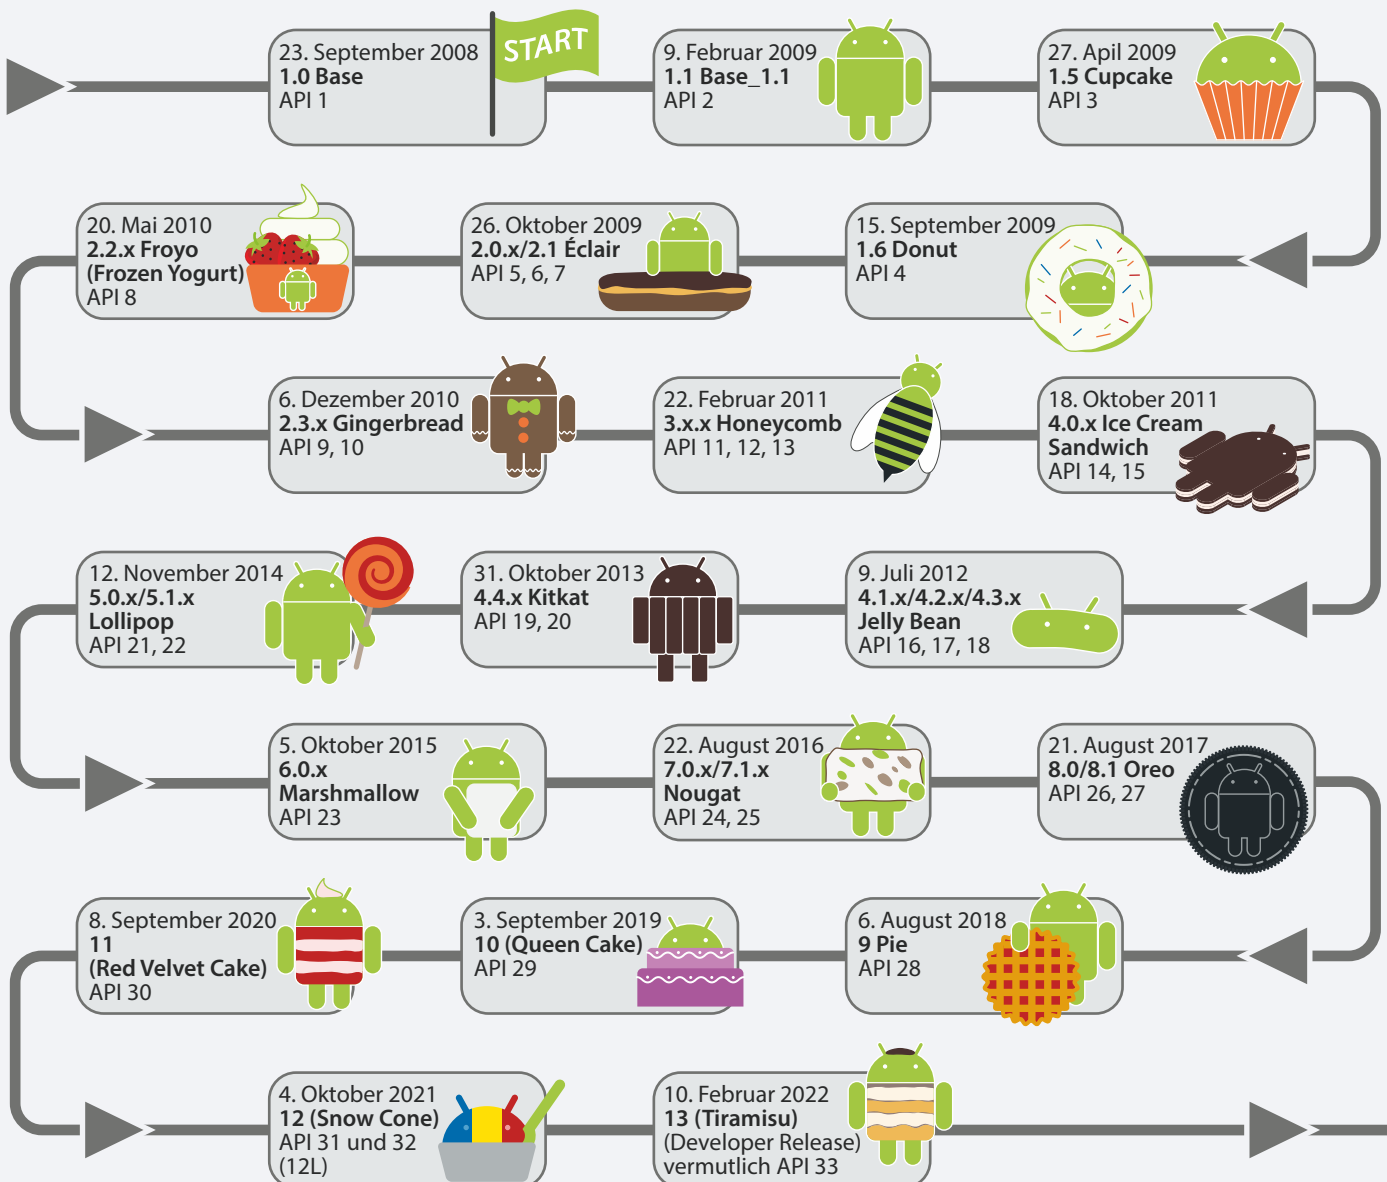 23. September 2008
1.0 Base
API 1
START
9. Februar 2009
1.1 Base_1.1
API 2
27. Apil 2009
1.5 Cupcake
API 3
15. September 2009
1.6 Donut
API 4
26. Oktober 2009
2.0.x/2.1 Éclair
API 5, 6, 7
20. Mai 2010
2.2.x Froyo
(Frozen Yogurt)
API 8
6. Dezember 2010
2.3.x Gingerbread
API 9, 10
22. Februar 2011
3.x.x Honeycomb
API 11, 12, 13
18. Oktober 2011
4.0.x Ice Cream
Sandwich
API 14, 15
9. Juli 2012
4.1.x/4.2.x/4.3.x
Jelly Bean
API 16, 17, 18
31. Oktober 2013
4.4.x Kitkat
API 19, 20
12. November 2014
5.0.x/5.1.x
Lollipop
API 21, 22
5. Oktober 2015
6.0.x
Marshmallow
API 23
22. August 2016
7.0.x/7.1.x
Nougat
API 24, 25
21. August 2017
8.0/8.1 Oreo
API 26, 27
6. August 2018
9 Pie
API 28
3. September 2019
10 (Queen Cake)
API 29
8. September 2020
11
(Red Velvet Cake)
API 30
4. Oktober 2021
12 (Snow Cone)
API 31 und 32
(12L)
10. Februar 2022
13 (Tiramisu)
(Developer Release)
vermutlich API 33